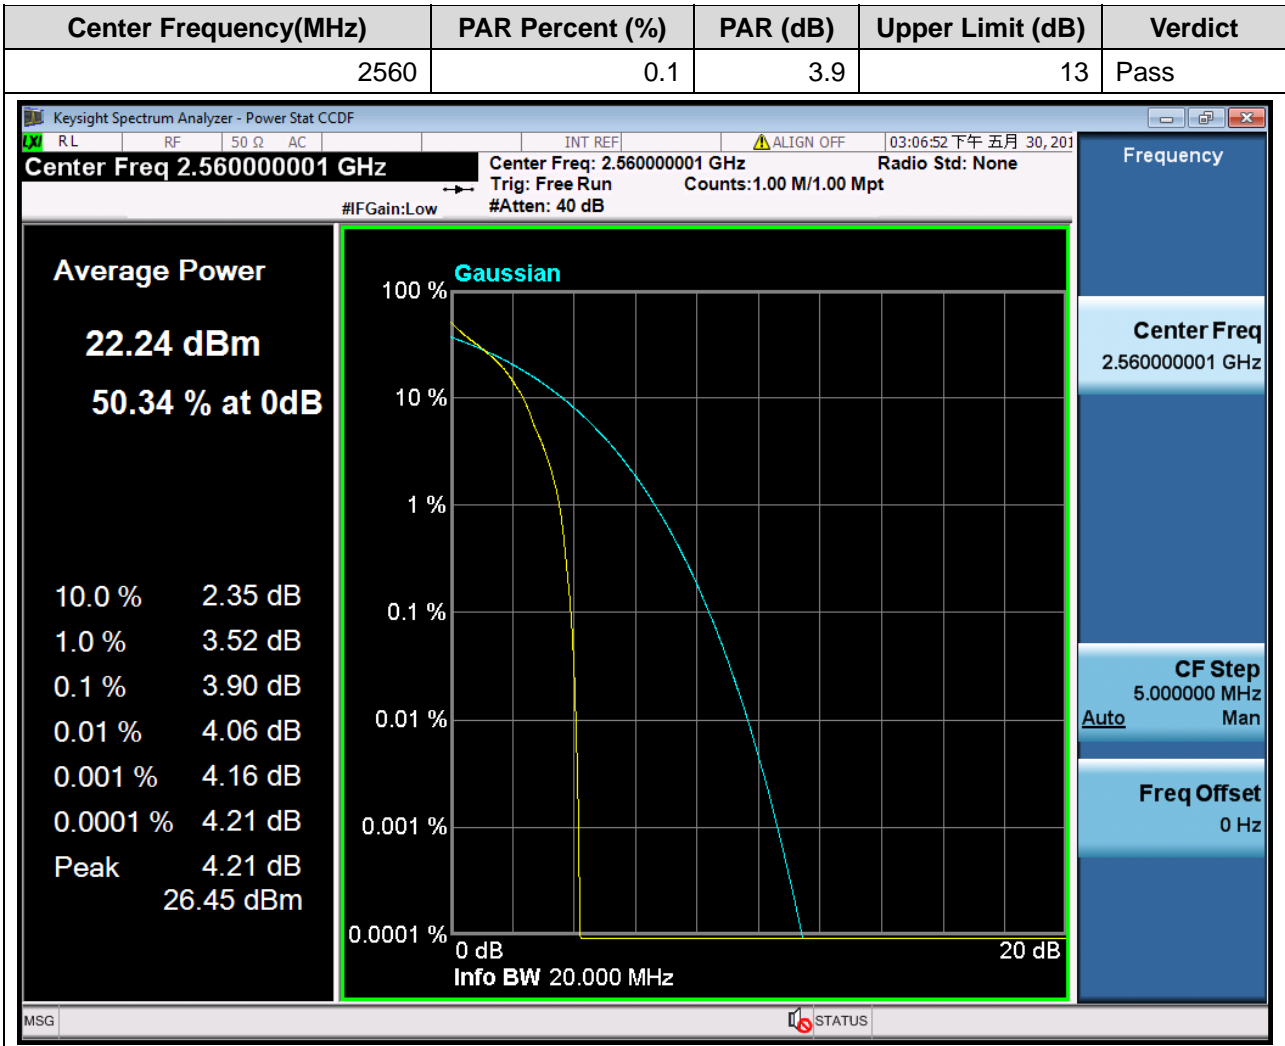 Center Frequency(MHz) PAR Percent (%) PAR (dB) Upper Limit (dB) Verdict
2560 0.1 3.9 13 Pass
Keysight Spectrum Analyzer - Power Stat CCDF
LXI RL RF 50 Ω AC INT REF ALIGN OFF 03:06:52 下午 五月 30, 201
Center Freq 2.560000001 GHz
Center Freq: 2.560000001 GHz Radio Std: None
Trig: Free Run Counts:1.00 M/1.00 Mpt
#IFGain:Low #Atten: 40 dB
Frequency
Average Power
22.24 dBm
50.34 % at 0dB
10.0 % 2.35 dB
1.0 % 3.52 dB
0.1 % 3.90 dB
0.01 % 4.06 dB
0.001 % 4.16 dB
0.0001 % 4.21 dB
Peak 4.21 dB
26.45 dBm
Gaussian
100 %
10 %
1 %
0.1 %
0.01 %
0.001 %
0.0001 %
0 dB 20 dB
Info BW 20.000 MHz
Center Freq
2.560000001 GHz
CF Step
5.000000 MHz
Auto Man
Freq Offset
0 Hz
MSG STATUS